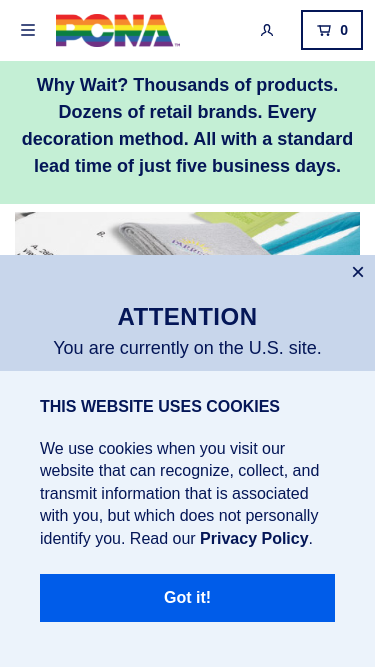 PCNA™
0
Why Wait? Thousands of products.
Dozens of retail brands. Every
decoration method. All with a standard
lead time of just five business days.
B.
ATTENTION
You are currently on the U.S. site.
THIS WEBSITE USES COOKIES
We use cookies when you visit our
website that can recognize, collect, and
transmit information that is associated
with you, but which does not personally
identify you. Read our Privacy Policy.
Got it!